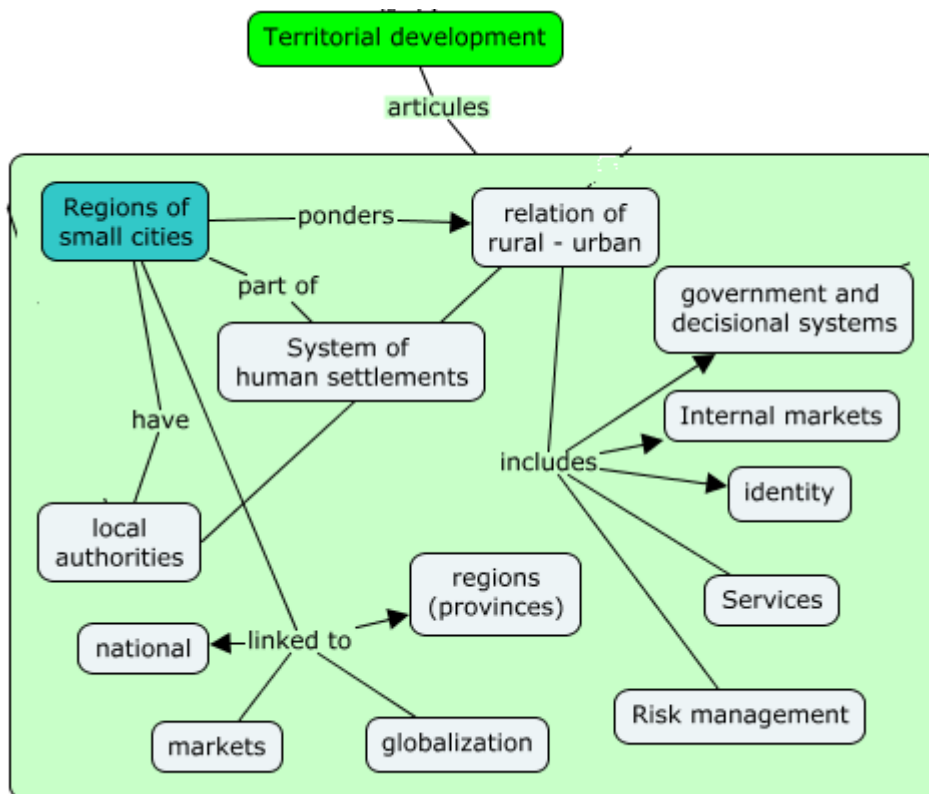 Territorial development
articules
Regions of
small cities
ponders
relation of
rural - urban
part of
government and
decisional systems
System of
human settlements
have
Internal markets
includes
identity
local
authorities
regions
(provinces)
Services
national
linked to
Risk management
markets
globalization